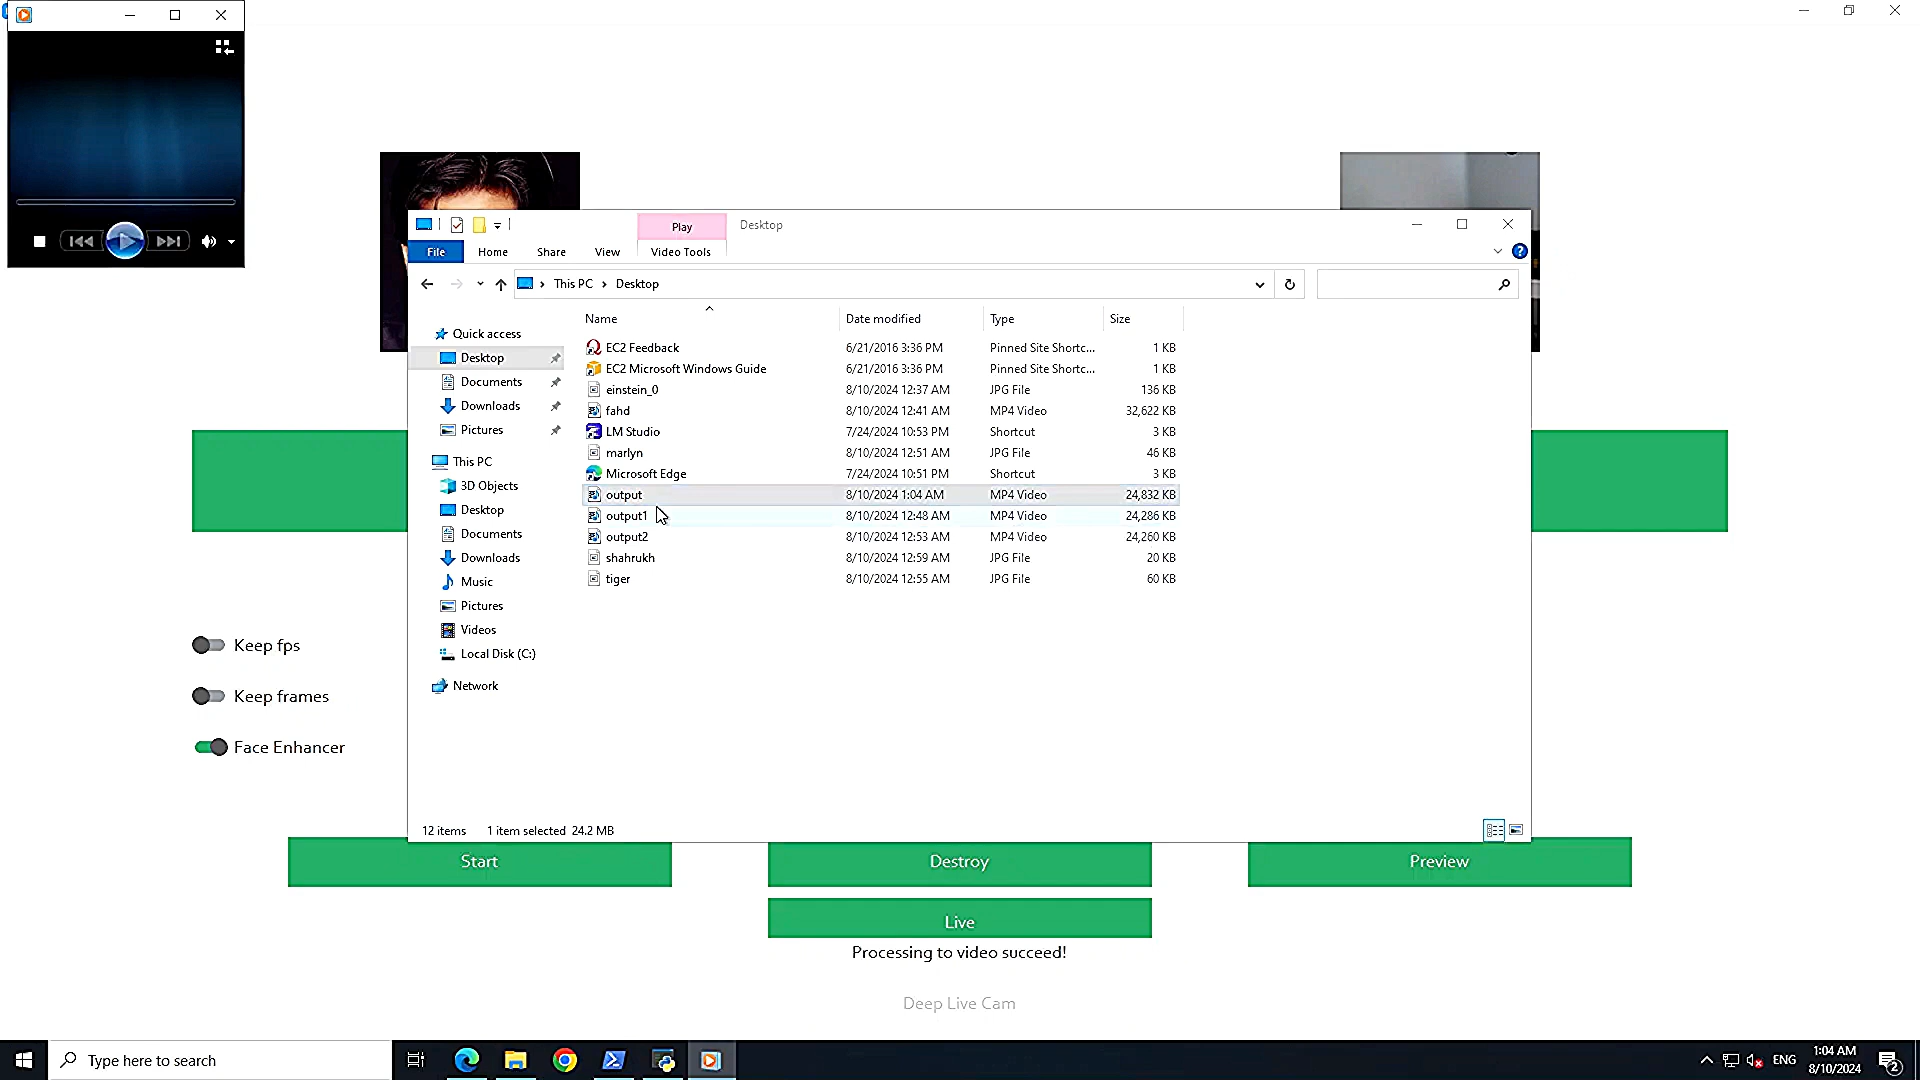 Play
Desktop
File
Home
Share
View
Video Tools
This PC
Desktop
Name
Date modified
Type
Size
Quick access
Desktop
Documents
Downloads
Pictures
This PC
3D Objects
Desktop
Documents
Downloads
Music
Pictures
Videos
Local Disk (C:)
Network
EC2 Feedback 6/21/2016 3:36 PM Pinned Site Shortc... 1 KB
EC2 Microsoft Windows Guide 6/21/2016 3:36 PM Pinned Site Shortc... 1 KB
einstein_0 8/10/2024 12:37 AM JPG File 136 KB
fahd 8/10/2024 12:41 AM MP4 Video 32,622 KB
LM Studio 7/24/2024 10:53 PM Shortcut 3 KB
marlyn 8/10/2024 12:51 AM JPG File 46 KB
Microsoft Edge 7/24/2024 10:51 PM Shortcut 3 KB
output 8/10/2024 1:04 AM MP4 Video 24,832 KB
output1 8/10/2024 12:48 AM MP4 Video 24,286 KB
output2 8/10/2024 12:53 AM MP4 Video 24,260 KB
shahrukh 8/10/2024 12:59 AM JPG File 20 KB
tiger 8/10/2024 12:55 AM JPG File 60 KB
12 items 1 item selected 24.2 MB
Keep fps
Keep frames
Face Enhancer
Start
Destroy
Preview
Live
Processing to video succeed!
Deep Live Cam
Type here to search
ENG
1:04 AM
8/10/2024
2